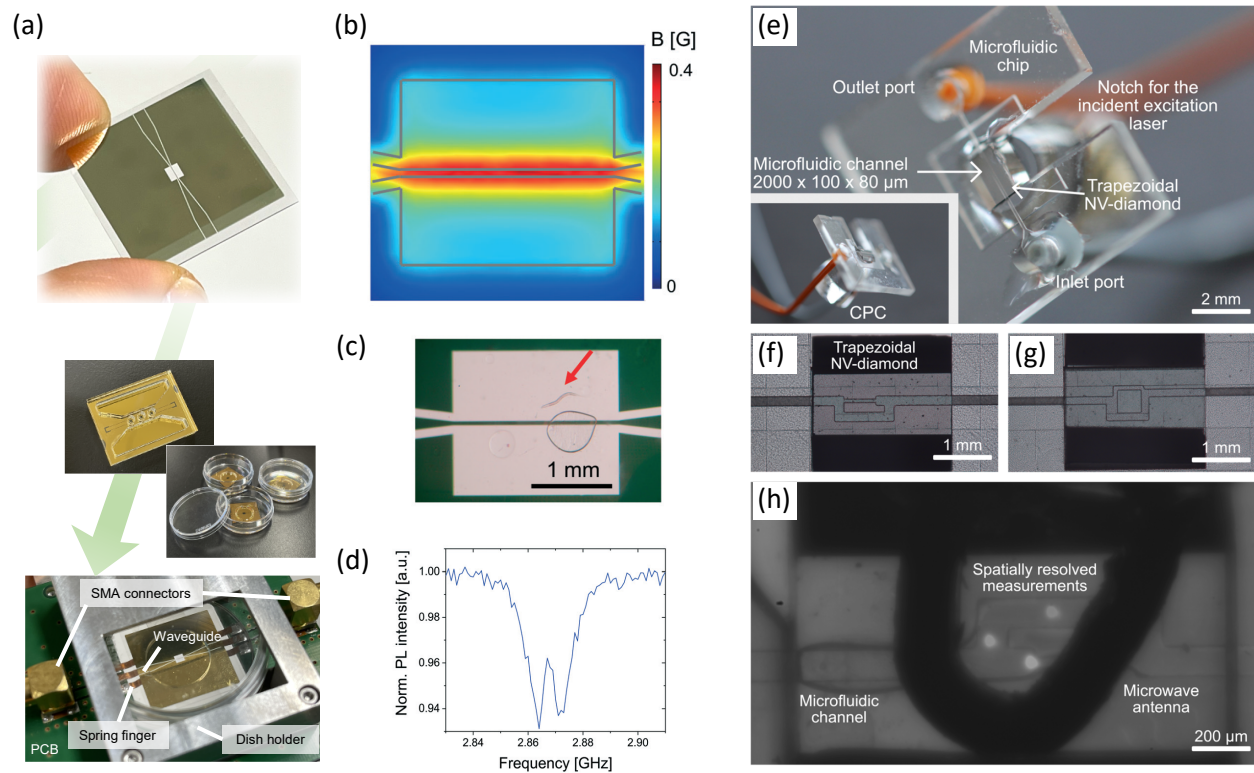 (a)
SMA connectors
Waveguide
Spring finger
Dish holder
PCB
(b)
B [G]
0.4
0
(c)
1 mm
(d)
Norm. PL intensity [a.u.]
1.00
0.98
0.96
0.94
2.84
2.86
2.88
2.90
Frequency [GHz]
(e)
Microfluidic
chip
Outlet port
Notch for the
incident excitation
laser
Microfluidic channel
2000 x 100 x 80 µm
Trapezoidal
NV-diamond
Inlet port
CPC
2 mm
(f)
Trapezoidal
NV-diamond
1 mm
(g)
1 mm
(h)
Spatially resolved
measurements
Microfluidic
channel
Microwave
antenna
200 µm